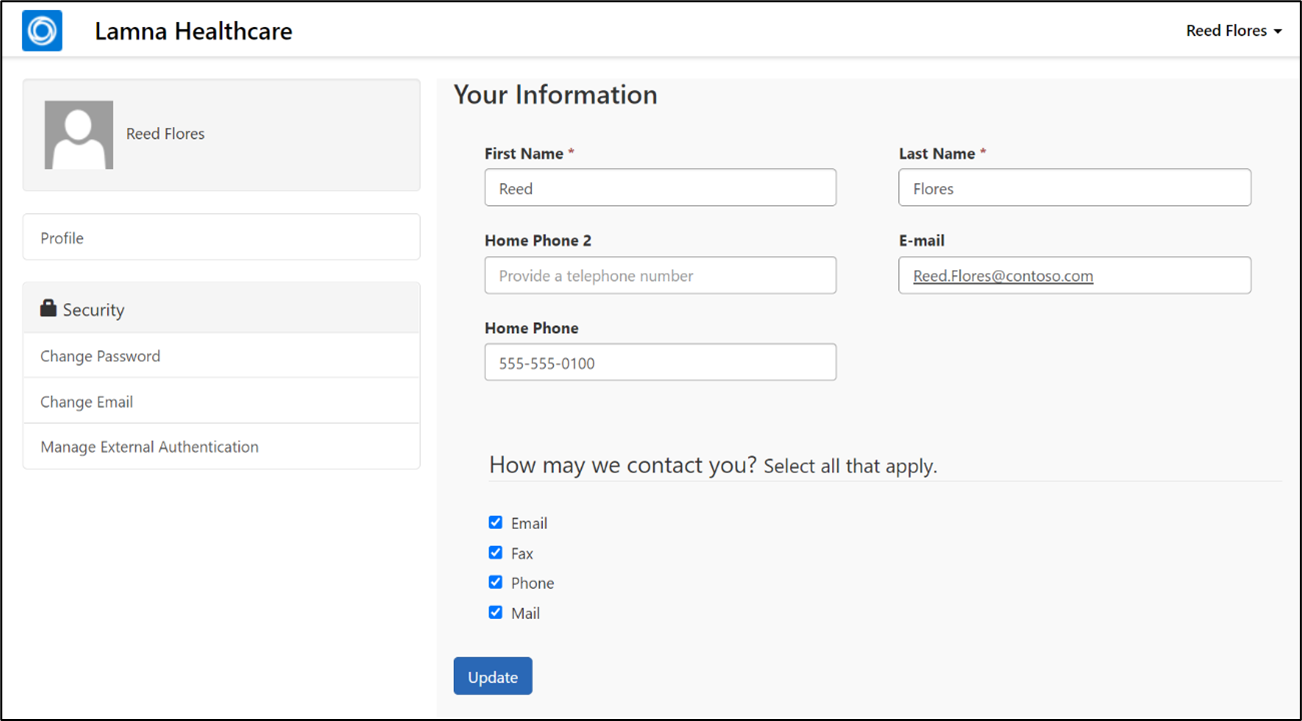 Lamna Healthcare
Reed Flores
Reed Flores
Profile
Security
Change Password
Change Email
Manage External Authentication
Your Information
First Name *
Reed
Last Name *
Flores
Home Phone 2
Provide a telephone number
E-mail
Reed.Flores@contoso.com
Home Phone
555-555-0100
How may we contact you? Select all that apply.
Email
Fax
Phone
Mail
Update